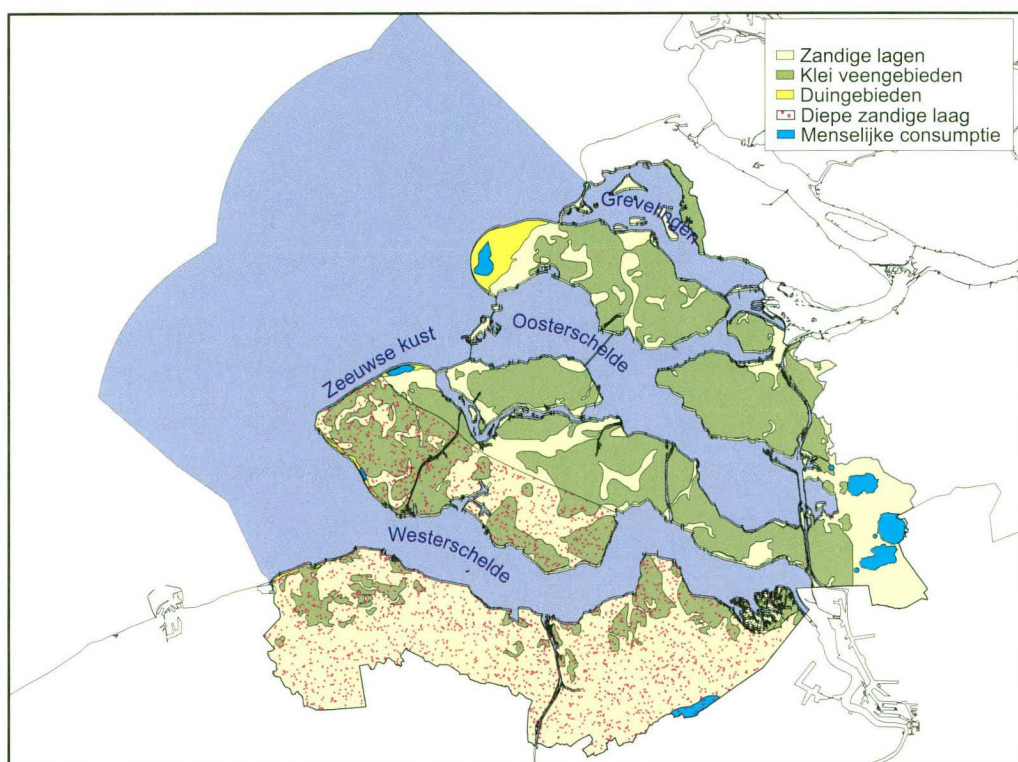 Zandige lagen
Klei veengebieden
Duingebieden
Diepe zandige laag
Menselijke consumptie
Grevelingen
Oosterschelde
Zeeuwse kust
Westerschelde